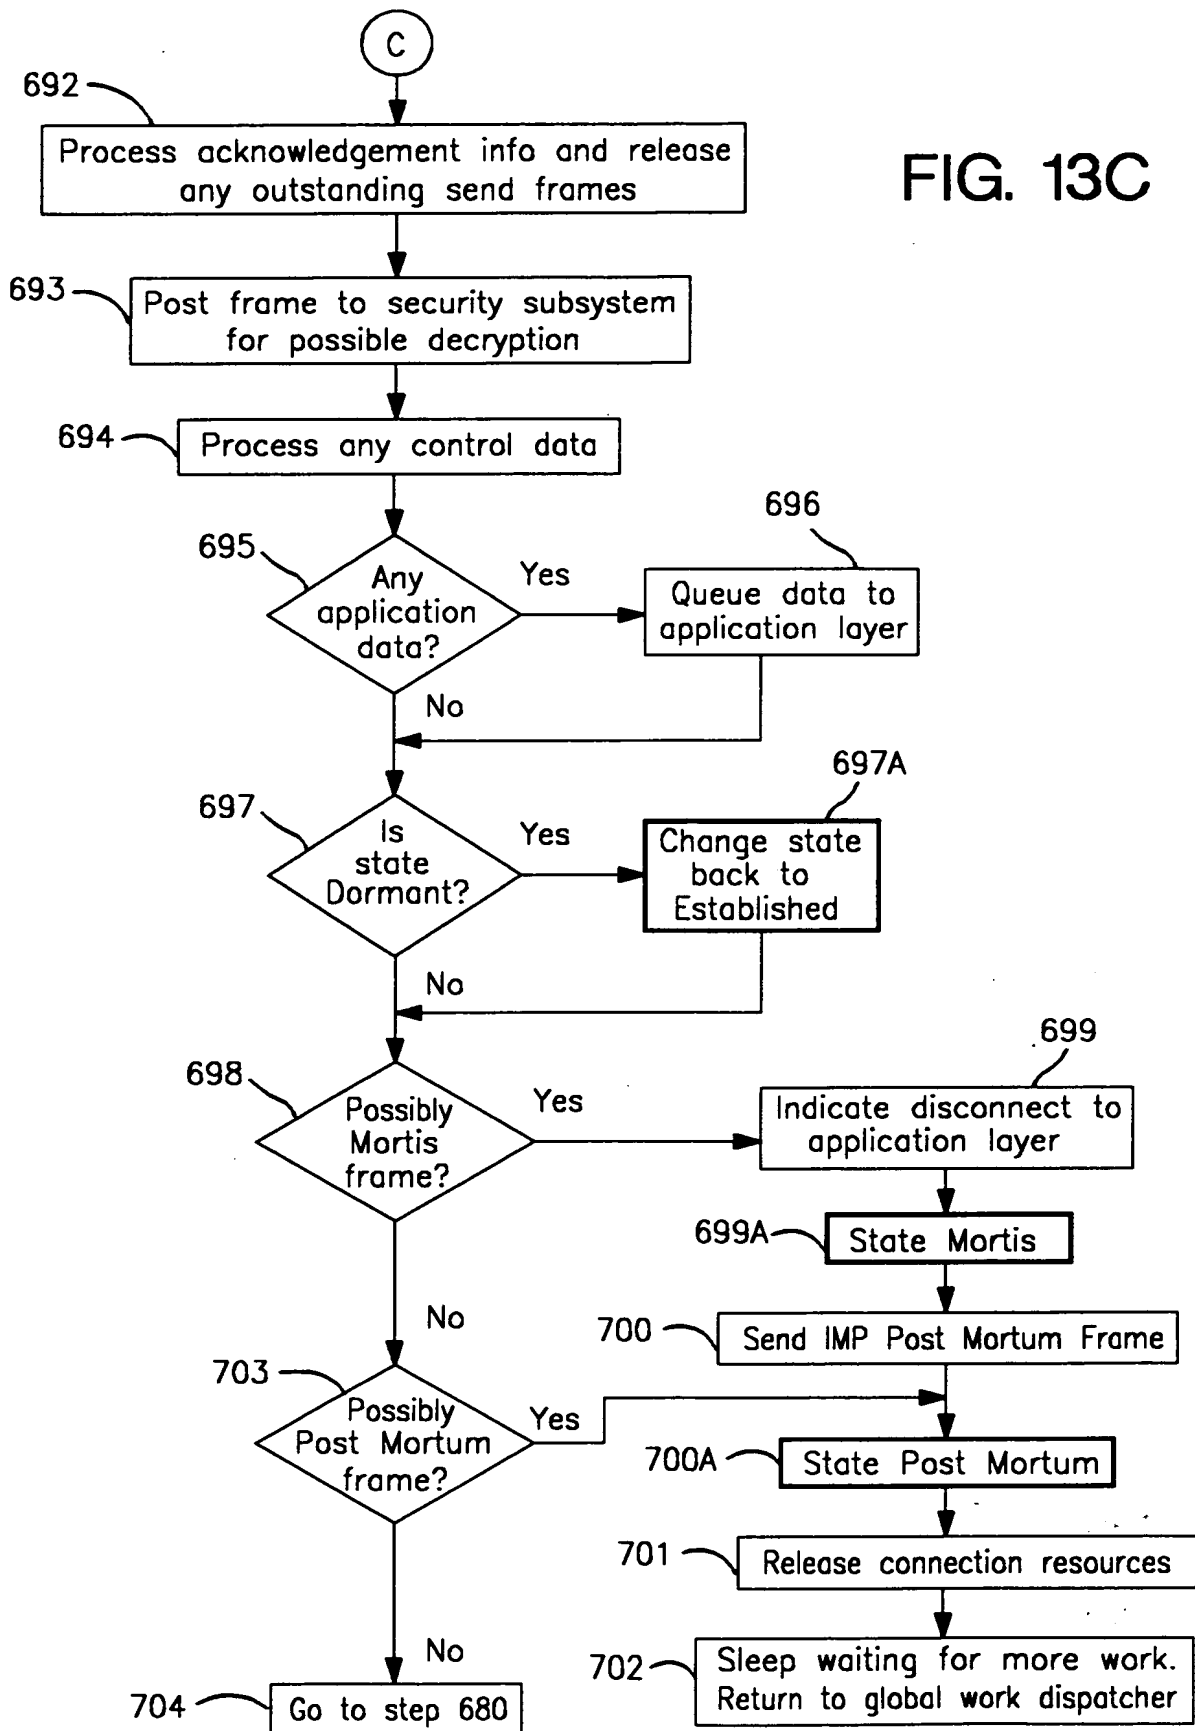 C
FIG. 13C
692
Process acknowledgement info and release
any outstanding send frames
693
Post frame to security subsystem
for possible decryption
694
Process any control data
695
Any
application
data?
Yes
No
696
Queue data to
application layer
697
Is
state
Dormant?
Yes
No
697A
Change state
back to
Established
698
Possibly
Mortis
frame?
Yes
No
699
Indicate disconnect to
application layer
699A
State Mortis
700
Send IMP Post Mortum Frame
703
Possibly
Post Mortum
frame?
Yes
No
700A
State Post Mortum
701
Release connection resources
702
Sleep waiting for more work.
Return to global work dispatcher
704
Go to step 680